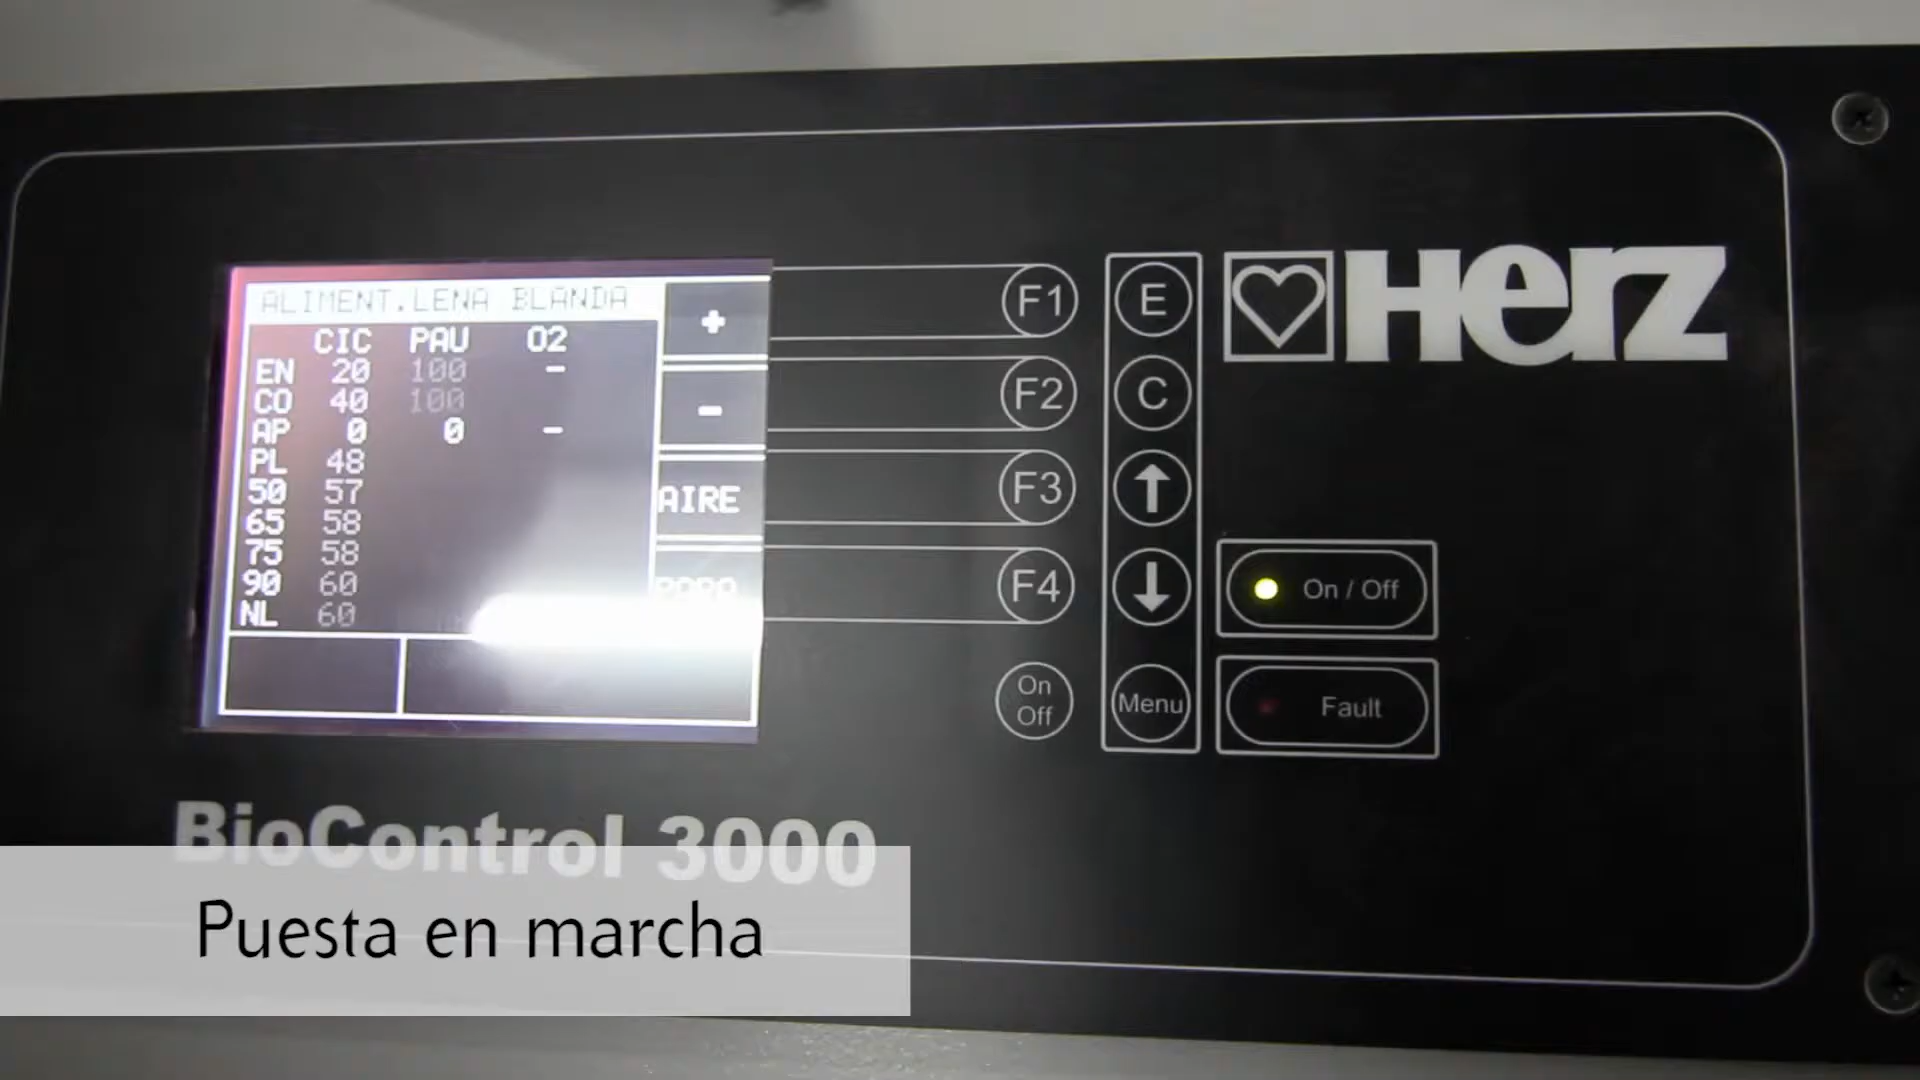 ALIMENT.LENA BLANDA
CIC PAU O2
EN 20 100 -
CO 40 100
AP 0 0 -
PL 48
50 57
65 58
75 58
90 60
NL 60
+
-
AIRE
PARA
F1
F2
F3
F4
On
Off
E
C
↑
↓
Menu
HERZ
On / Off
Fault
BioControl 3000
Puesta en marcha